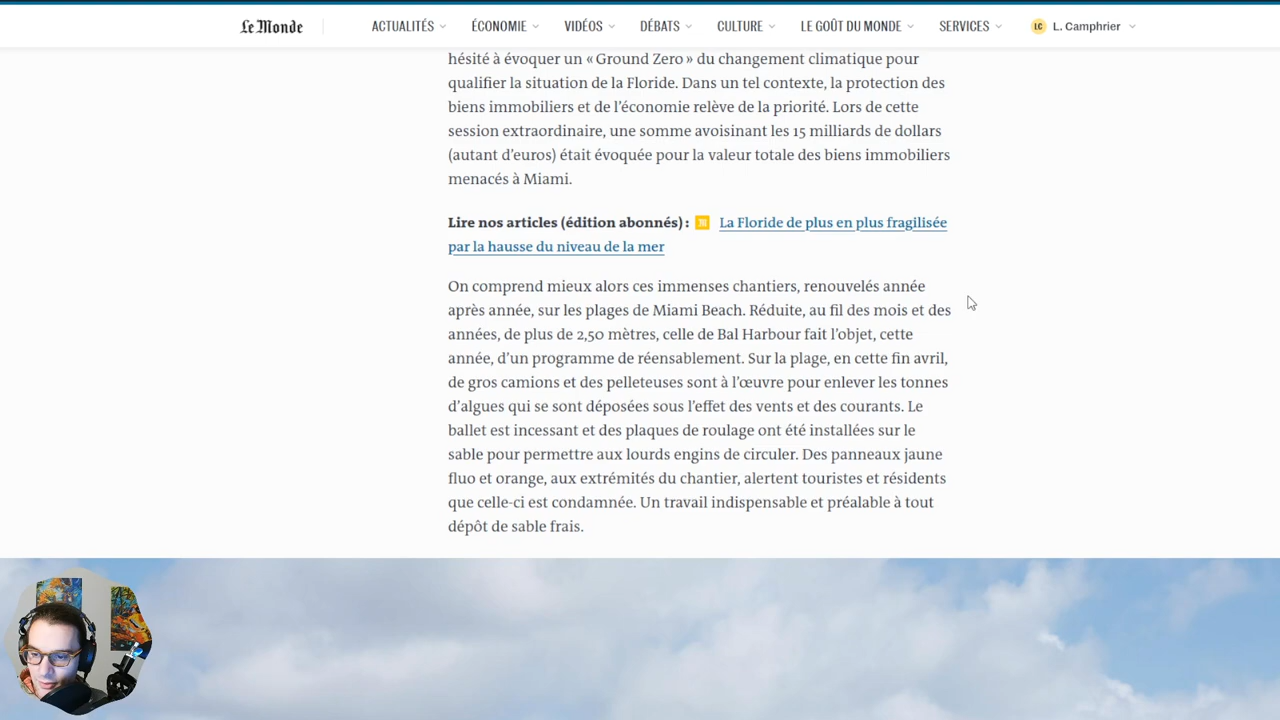 Le Monde
ACTUALITÉS
ÉCONOMIE
VIDÉOS
DÉBATS
CULTURE
LE GOÛT DU MONDE
SERVICES
LC
L. Camphrier
hésité à évoquer un « Ground Zero » du changement climatique pour
qualifier la situation de la Floride. Dans un tel contexte, la protection des
biens immobiliers et de l’économie relève de la priorité. Lors de cette
session extraordinaire, une somme avoisinant les 15 milliards de dollars
(autant d’euros) était évoquée pour la valeur totale des biens immobiliers
menacés à Miami.
Lire nos articles (édition abonnés) : La Floride de plus en plus fragilisée
par la hausse du niveau de la mer
On comprend mieux alors ces immenses chantiers, renouvelés année
après année, sur les plages de Miami Beach. Réduite, au fil des mois et des
années, de plus de 2,50 mètres, celle de Bal Harbour fait l’objet, cette
année, d’un programme de réensablement. Sur la plage, en cette fin avril,
de gros camions et des pelleteuses sont à l’œuvre pour enlever les tonnes
d’algues qui se sont déposées sous l’effet des vents et des courants. Le
ballet est incessant et des plaques de roulage ont été installées sur le
sable pour permettre aux lourds engins de circuler. Des panneaux jaune
fluo et orange, aux extrémités du chantier, alertent touristes et résidents
que celle-ci est condamnée. Un travail indispensable et préalable à tout
dépôt de sable frais.